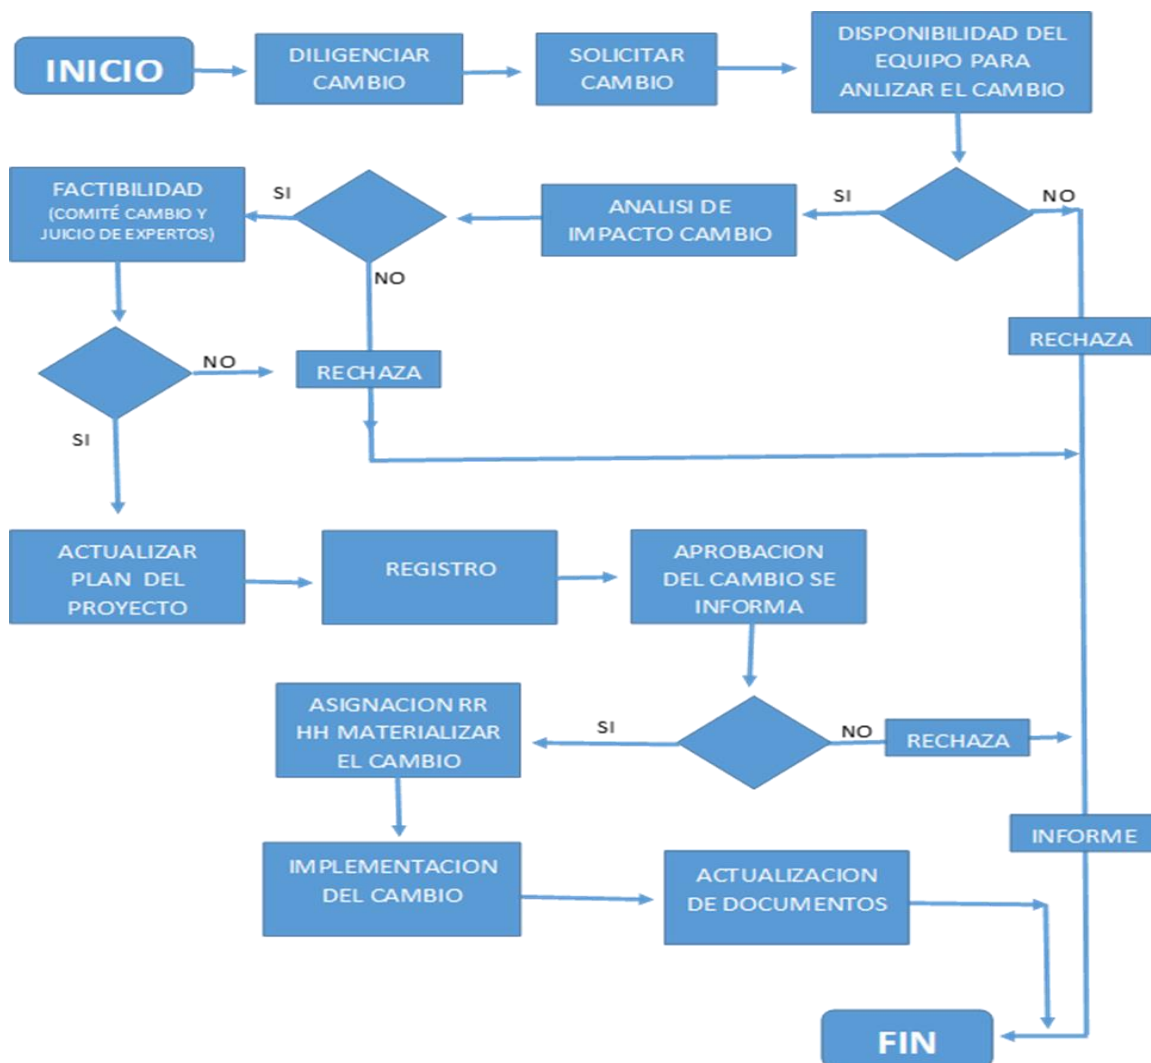 INICIO
DILIGENCIAR
CAMBIO
SOLICITAR
CAMBIO
DISPONIBILIDAD DEL
EQUIPO PARA
ANLIZAR EL CAMBIO
FACTIBILIDAD
(COMITÉ CAMBIO Y
JUICIO DE EXPERTOS)
SI
ANALISI DE
IMPACTO CAMBIO
SI
NO
NO
RECHAZA
NO
RECHAZA
SI
ACTUALIZAR
PLAN DEL
PROYECTO
REGISTRO
APROBACION
DEL CAMBIO SE
INFORMA
ASIGNACION RR
HH MATERIALIZAR
EL CAMBIO
SI
NO
RECHAZA
IMPLEMENTACION
DEL CAMBIO
ACTUALIZACION
DE DOCUMENTOS
INFORME
FIN